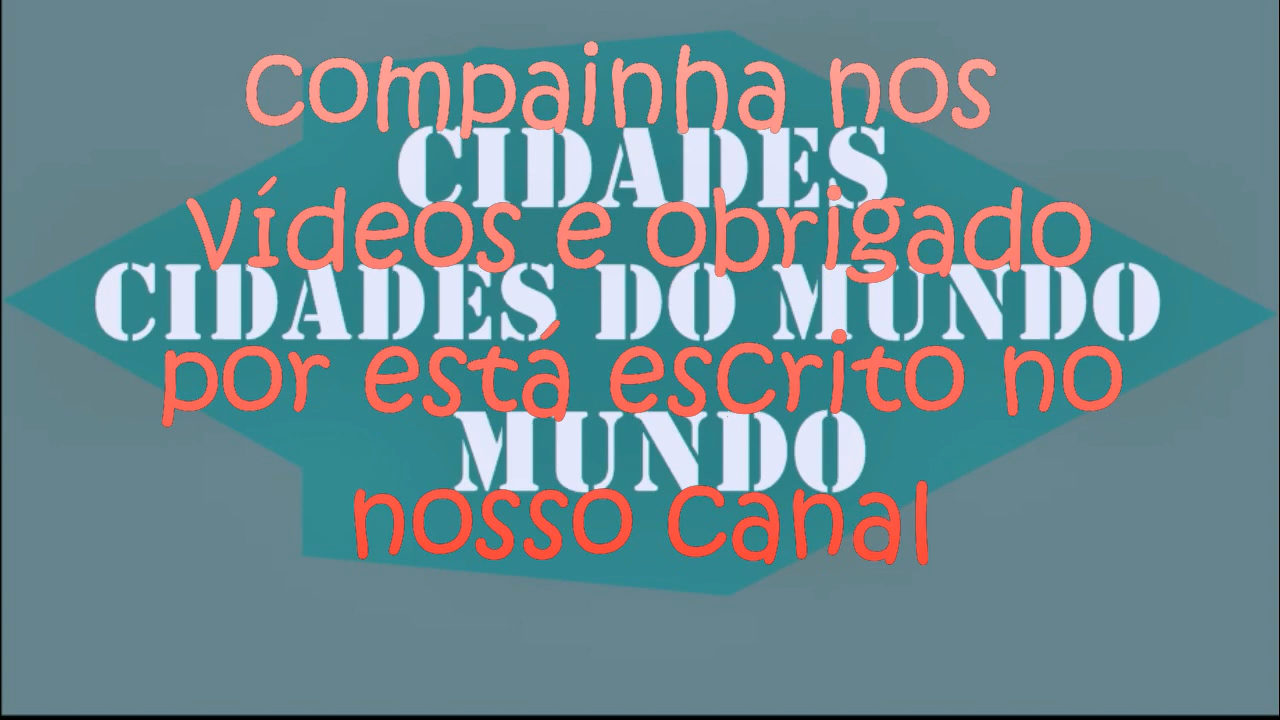 compainha nos
CIDADES
vídeos e obrigado
CIDADES DO MUNDO
por está escrito no
MUNDO
nosso canal